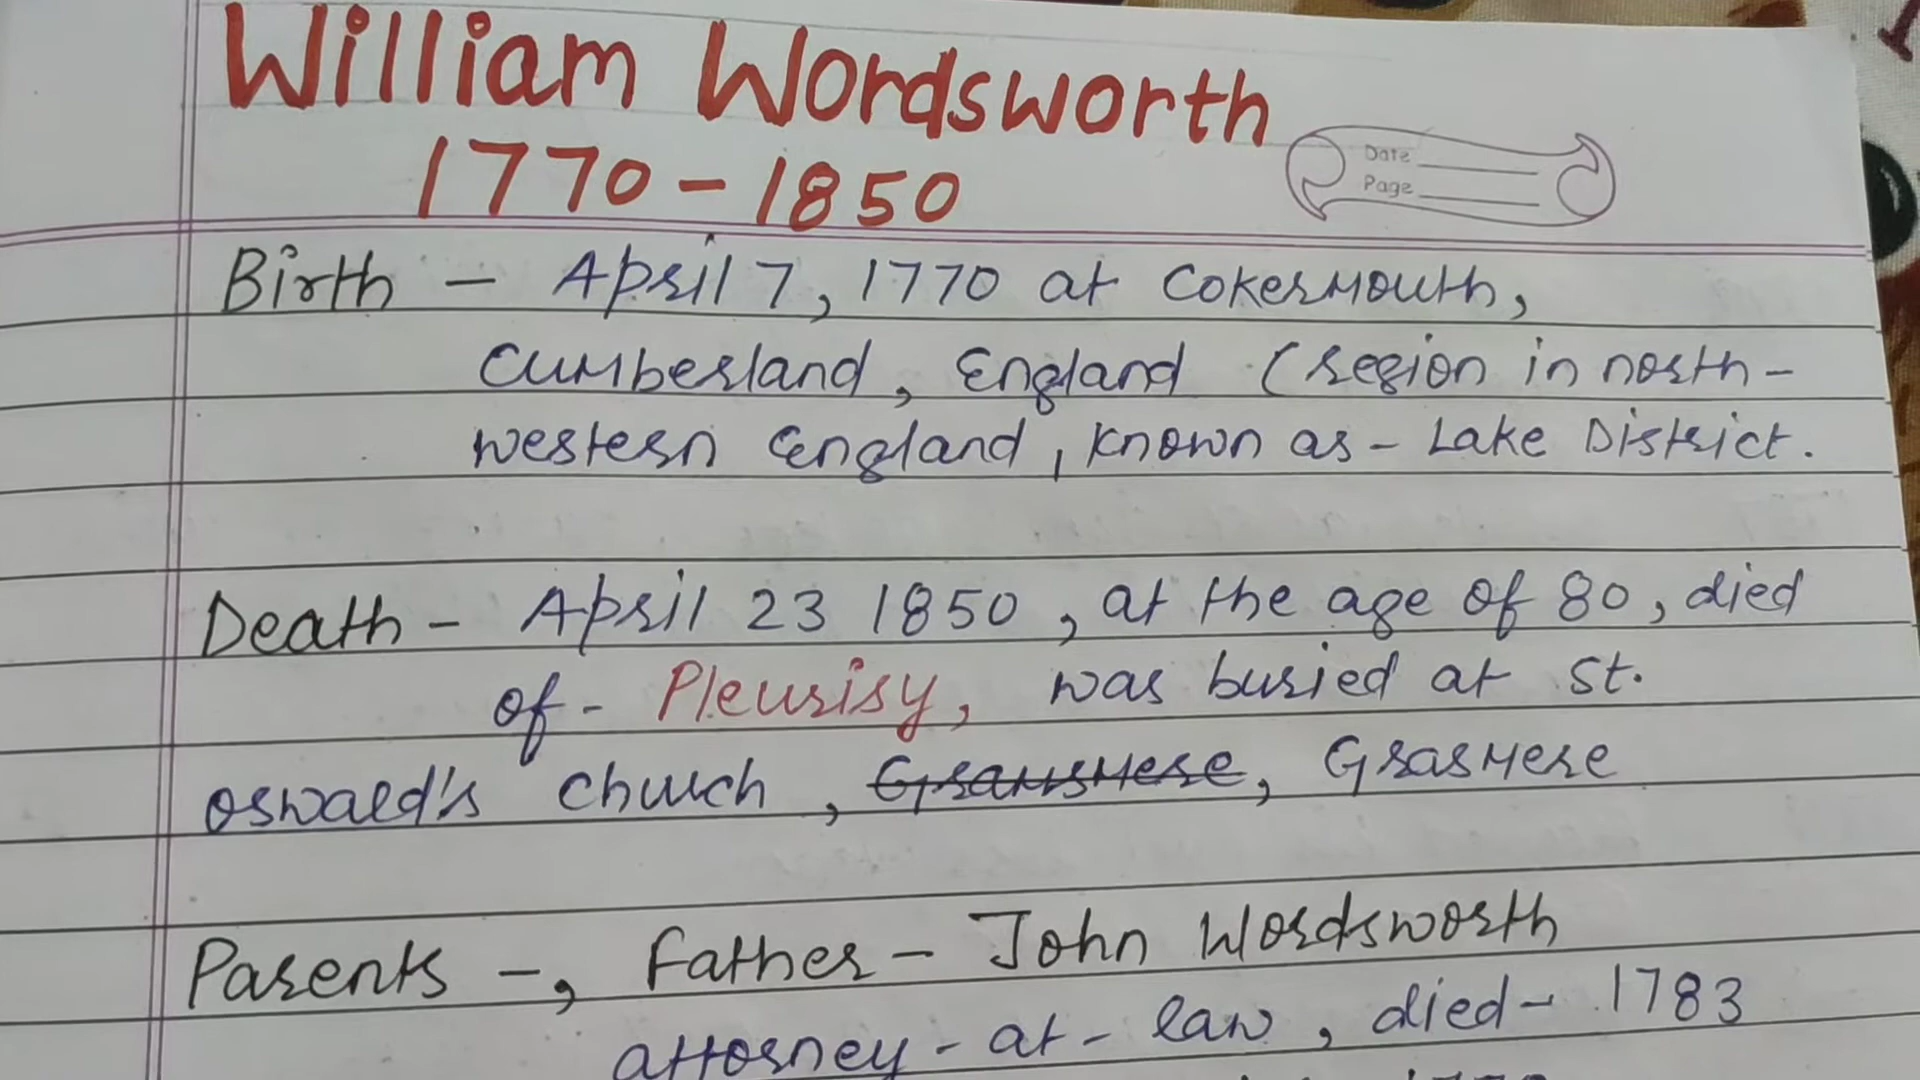 William Wordsworth
1770-1850
Date
Page
Birth - April 7, 1770 at Cokermouth,
Cumberland, England (region in north-
western England, known as - Lake District.
Death - April 23 1850, at the age of 80, died
of - Pleurisy, was buried at St.
Oswald's church, Grausmere, Grasmere
Parents -, Father - John Wordsworth
attorney - at - law, died - 1783